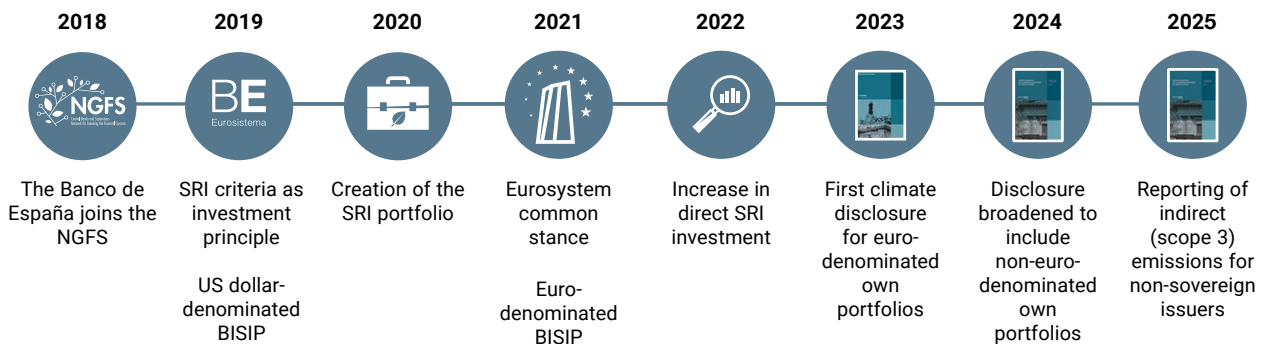 2018
2019
2020
2021
2022
2023
2024
2025
NGFS
BE
Eurosistema
The Banco de
España joins the
NGFS
SRI criteria as
investment
principle
US dollar-
denominated
BISIP
Creation of the
SRI portfolio
Eurosystem
common
stance
Euro-
denominated
BISIP
Increase in
direct SRI
investment
First climate
disclosure
for euro-
denominated
own
portfolios
Disclosure
broadened to
include
non-euro-
denominated
own
portfolios
Reporting of
indirect
(scope 3)
emissions for
non-sovereign
issuers